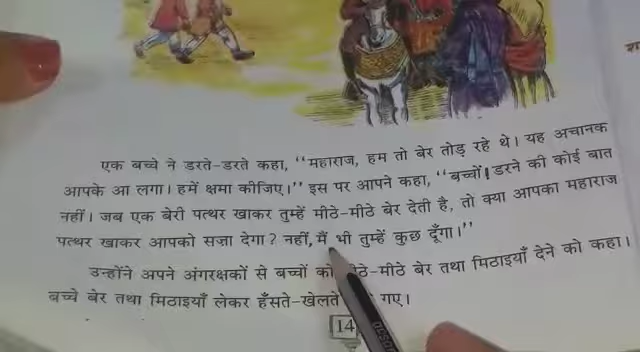 एक बच्चे ने डरते-डरते कहा, “महाराज, हम तो बेर तोड़ रहे थे। यह अचानक
आपके आ लगा। हमें क्षमा कीजिए।” इस पर आपने कहा, “बच्चों! डरने की कोई बात
नहीं। जब एक बेरी पत्थर खाकर तुम्हें मीठे-मीठे बेर देती है, तो क्या आपका महाराज
पत्थर खाकर आपको सज़ा देगा? नहीं, मैं भी तुम्हें कुछ दूँगा।”
उन्होंने अपने अंगरक्षकों से बच्चों को मीठे-मीठे बेर तथा मिठाइयाँ देने को कहा।
बच्चे बेर तथा मिठाइयाँ लेकर हँसते-खेलते गए।
14